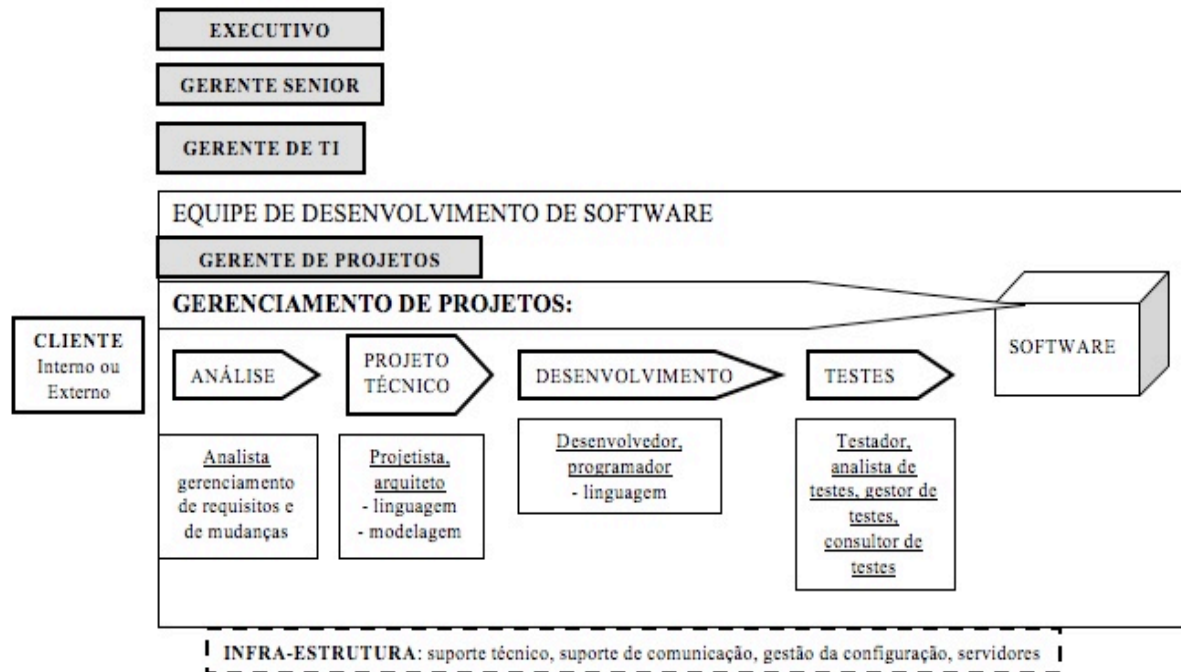 EXECUTIVO
GERENTE SENIOR
GERENTE DE TI
EQUIPE DE DESENVOLVIMENTO DE SOFTWARE
GERENTE DE PROJETOS
GERENCIAMENTO DE PROJETOS:
CLIENTE
Interno ou
Externo
ANÁLISE
PROJETO
TÉCNICO
DESENVOLVIMENTO
TESTES
SOFTWARE
Analista
gerenciamento
de requisitos e
de mudanças
Projetista,
arquiteto
- linguagem
- modelagem
Desenvolvedor,
programador
- linguagem
Testador,
analista de
testes, gestor de
testes,
consultor de
testes
INFRA-ESTRUTURA: suporte técnico, suporte de comunicação, gestão da configuração, servidores